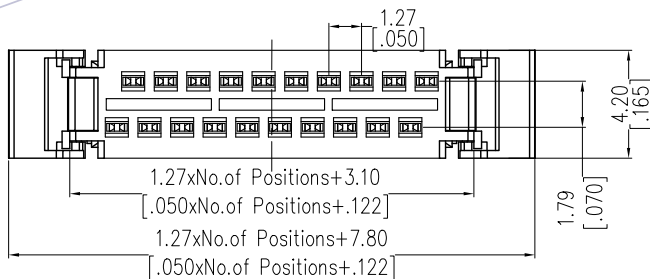 1.27
[.050]
4.20
[.165]
1.79
[.070]
1.27xNo.of Positions+3.10
[.050xNo.of Positions+.122]
1.27xNo.of Positions+7.80
[.050xNo.of Positions+.122]